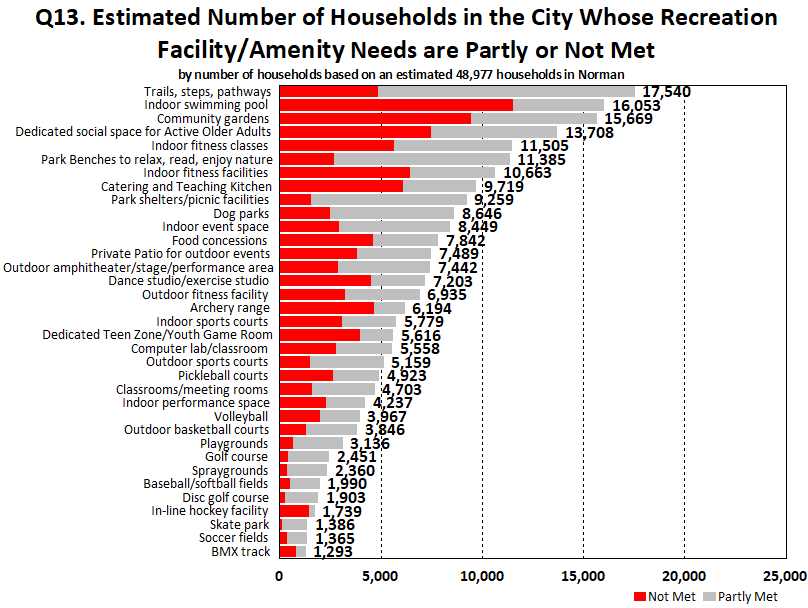 Q13. Estimated Number of Households in the City Whose Recreation
Facility/Amenity Needs are Partly or Not Met
by number of households based on an estimated 48,977 households in Norman
Trails, steps, pathways 17,540
Indoor swimming pool 16,053
Community gardens 15,669
Dedicated social space for Active Older Adults 13,708
Indoor fitness classes 11,505
Park Benches to relax, read, enjoy nature 11,385
Indoor fitness facilities 10,663
Catering and Teaching Kitchen 9,719
Park shelters/picnic facilities 9,259
Dog parks 8,646
Indoor event space 8,449
Food concessions 7,842
Private Patio for outdoor events 7,489
Outdoor amphitheater/stage/performance area 7,442
Dance studio/exercise studio 7,203
Outdoor fitness facility 6,935
Archery range 6,194
Indoor sports courts 5,779
Dedicated Teen Zone/Youth Game Room 5,616
Computer lab/classroom 5,558
Outdoor sports courts 5,159
Pickleball courts 4,923
Classrooms/meeting rooms 4,703
Indoor performance space 4,237
Volleyball 3,967
Outdoor basketball courts 3,846
Playgrounds 3,136
Golf course 2,451
Spraygrounds 2,360
Baseball/softball fields 1,990
Disc golf course 1,903
In-line hockey facility 1,739
Skate park 1,386
Soccer fields 1,365
BMX track 1,293
0 5,000 10,000 15,000 20,000 25,000
Not Met Partly Met